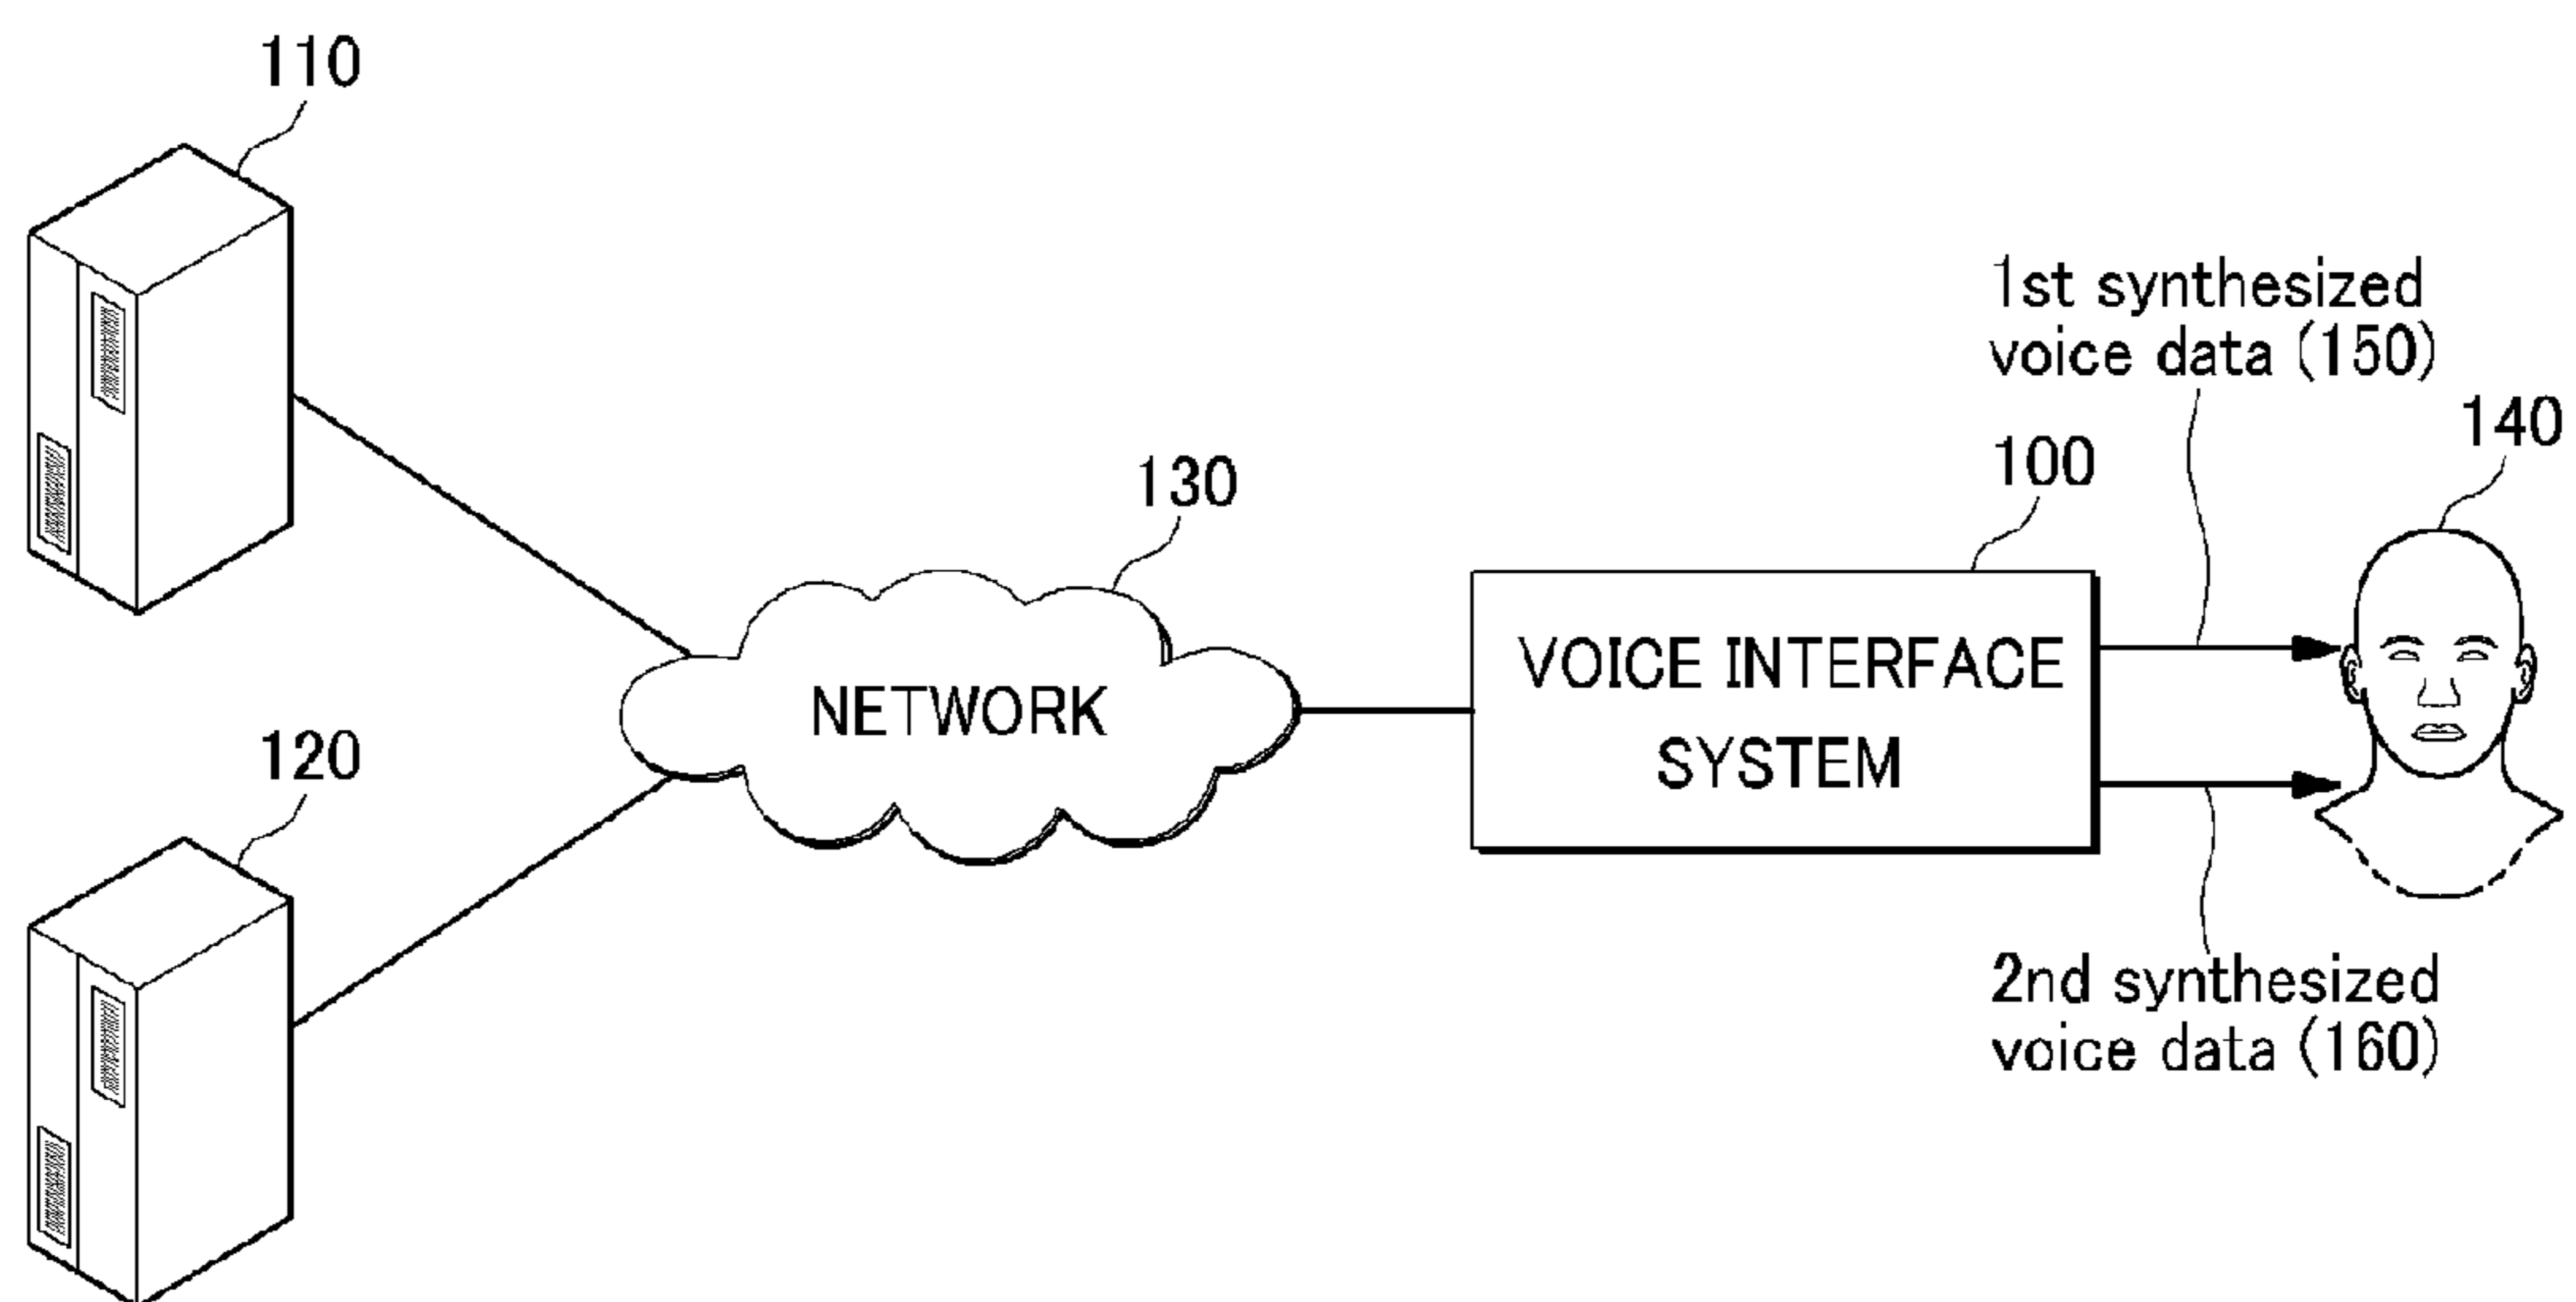 110
1st synthesized
voice data (150)
140
100
130
VOICE INTERFACE
SYSTEM
NETWORK
120
2nd synthesized
voice data (160)